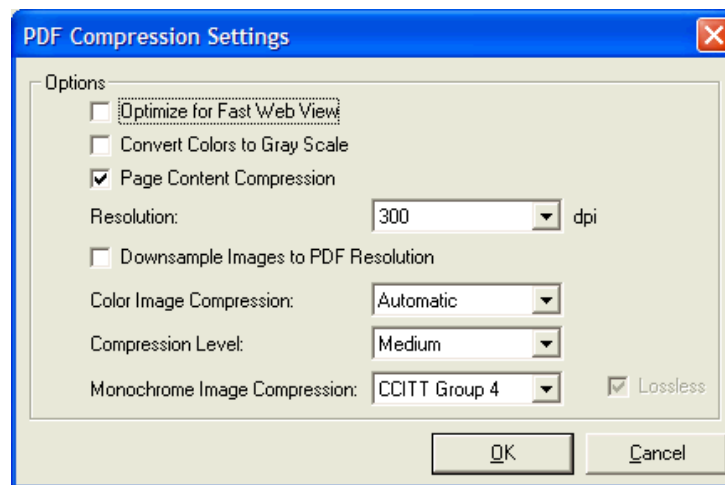 PDF Compression Settings
Options
Optimize for Fast Web View
Convert Colors to Gray Scale
Page Content Compression
Resolution: 300 dpi
Downsample Images to PDF Resolution
Color Image Compression: Automatic
Compression Level: Medium
Monochrome Image Compression: CCITT Group 4 Lossless
OK Cancel